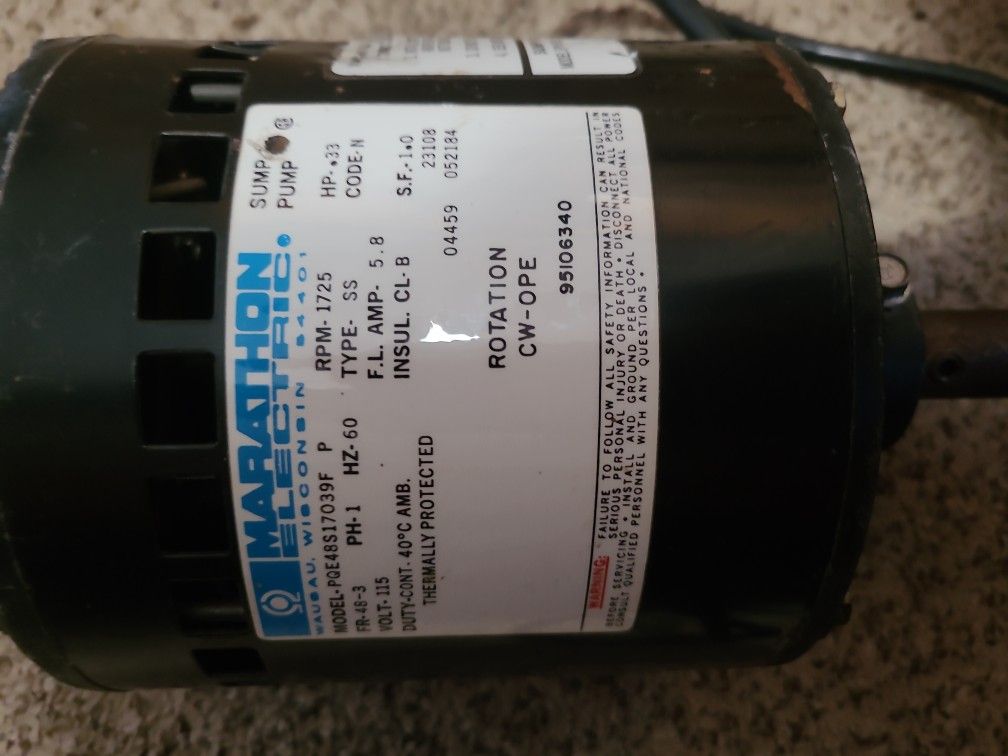 MARATHON
ELECTRIC®
WAUSAU, WISCONSIN 54401
SUMP
PUMP
MODEL-PQE48S17039F P RPM-1725 HP-.33
FR-48-3 PH-1 HZ-60 TYPE- SS CODE-N
VOLT-115 F.L. AMP- 5.8
DUTY-CONT. 40°C AMB. INSUL. CL-B S.F.-1.0
THERMALLY PROTECTED 23108
04459 052184
ROTATION
CW-OPE
95106340
WARNING: FAILURE TO FOLLOW ALL SAFETY INFORMATION CAN RESULT IN
SERIOUS PERSONAL INJURY OR DEATH • DISCONNECT ALL POWER
BEFORE SERVICING • INSTALL AND GROUND PER LOCAL AND NATIONAL CODES
CONSULT QUALIFIED PERSONNEL WITH ANY QUESTIONS •